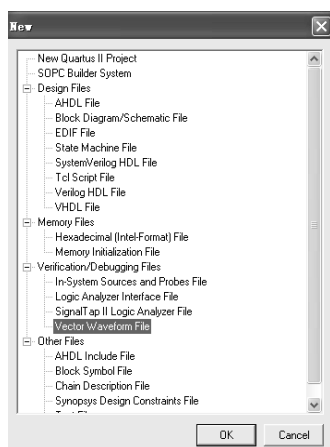 New
New Quartus II Project
SOPC Builder System
Design Files
AHDL File
Block Diagram/Schematic File
EDIF File
State Machine File
SystemVerilog HDL File
Tcl Script File
Verilog HDL File
VHDL File
Memory Files
Hexadecimal (Intel-Format) File
Memory Initialization File
Verification/Debugging Files
In-System Sources and Probes File
Logic Analyzer Interface File
SignalTap II Logic Analyzer File
Vector Waveform File
Other Files
AHDL Include File
Block Symbol File
Chain Description File
Synopsys Design Constraints File
OK
Cancel